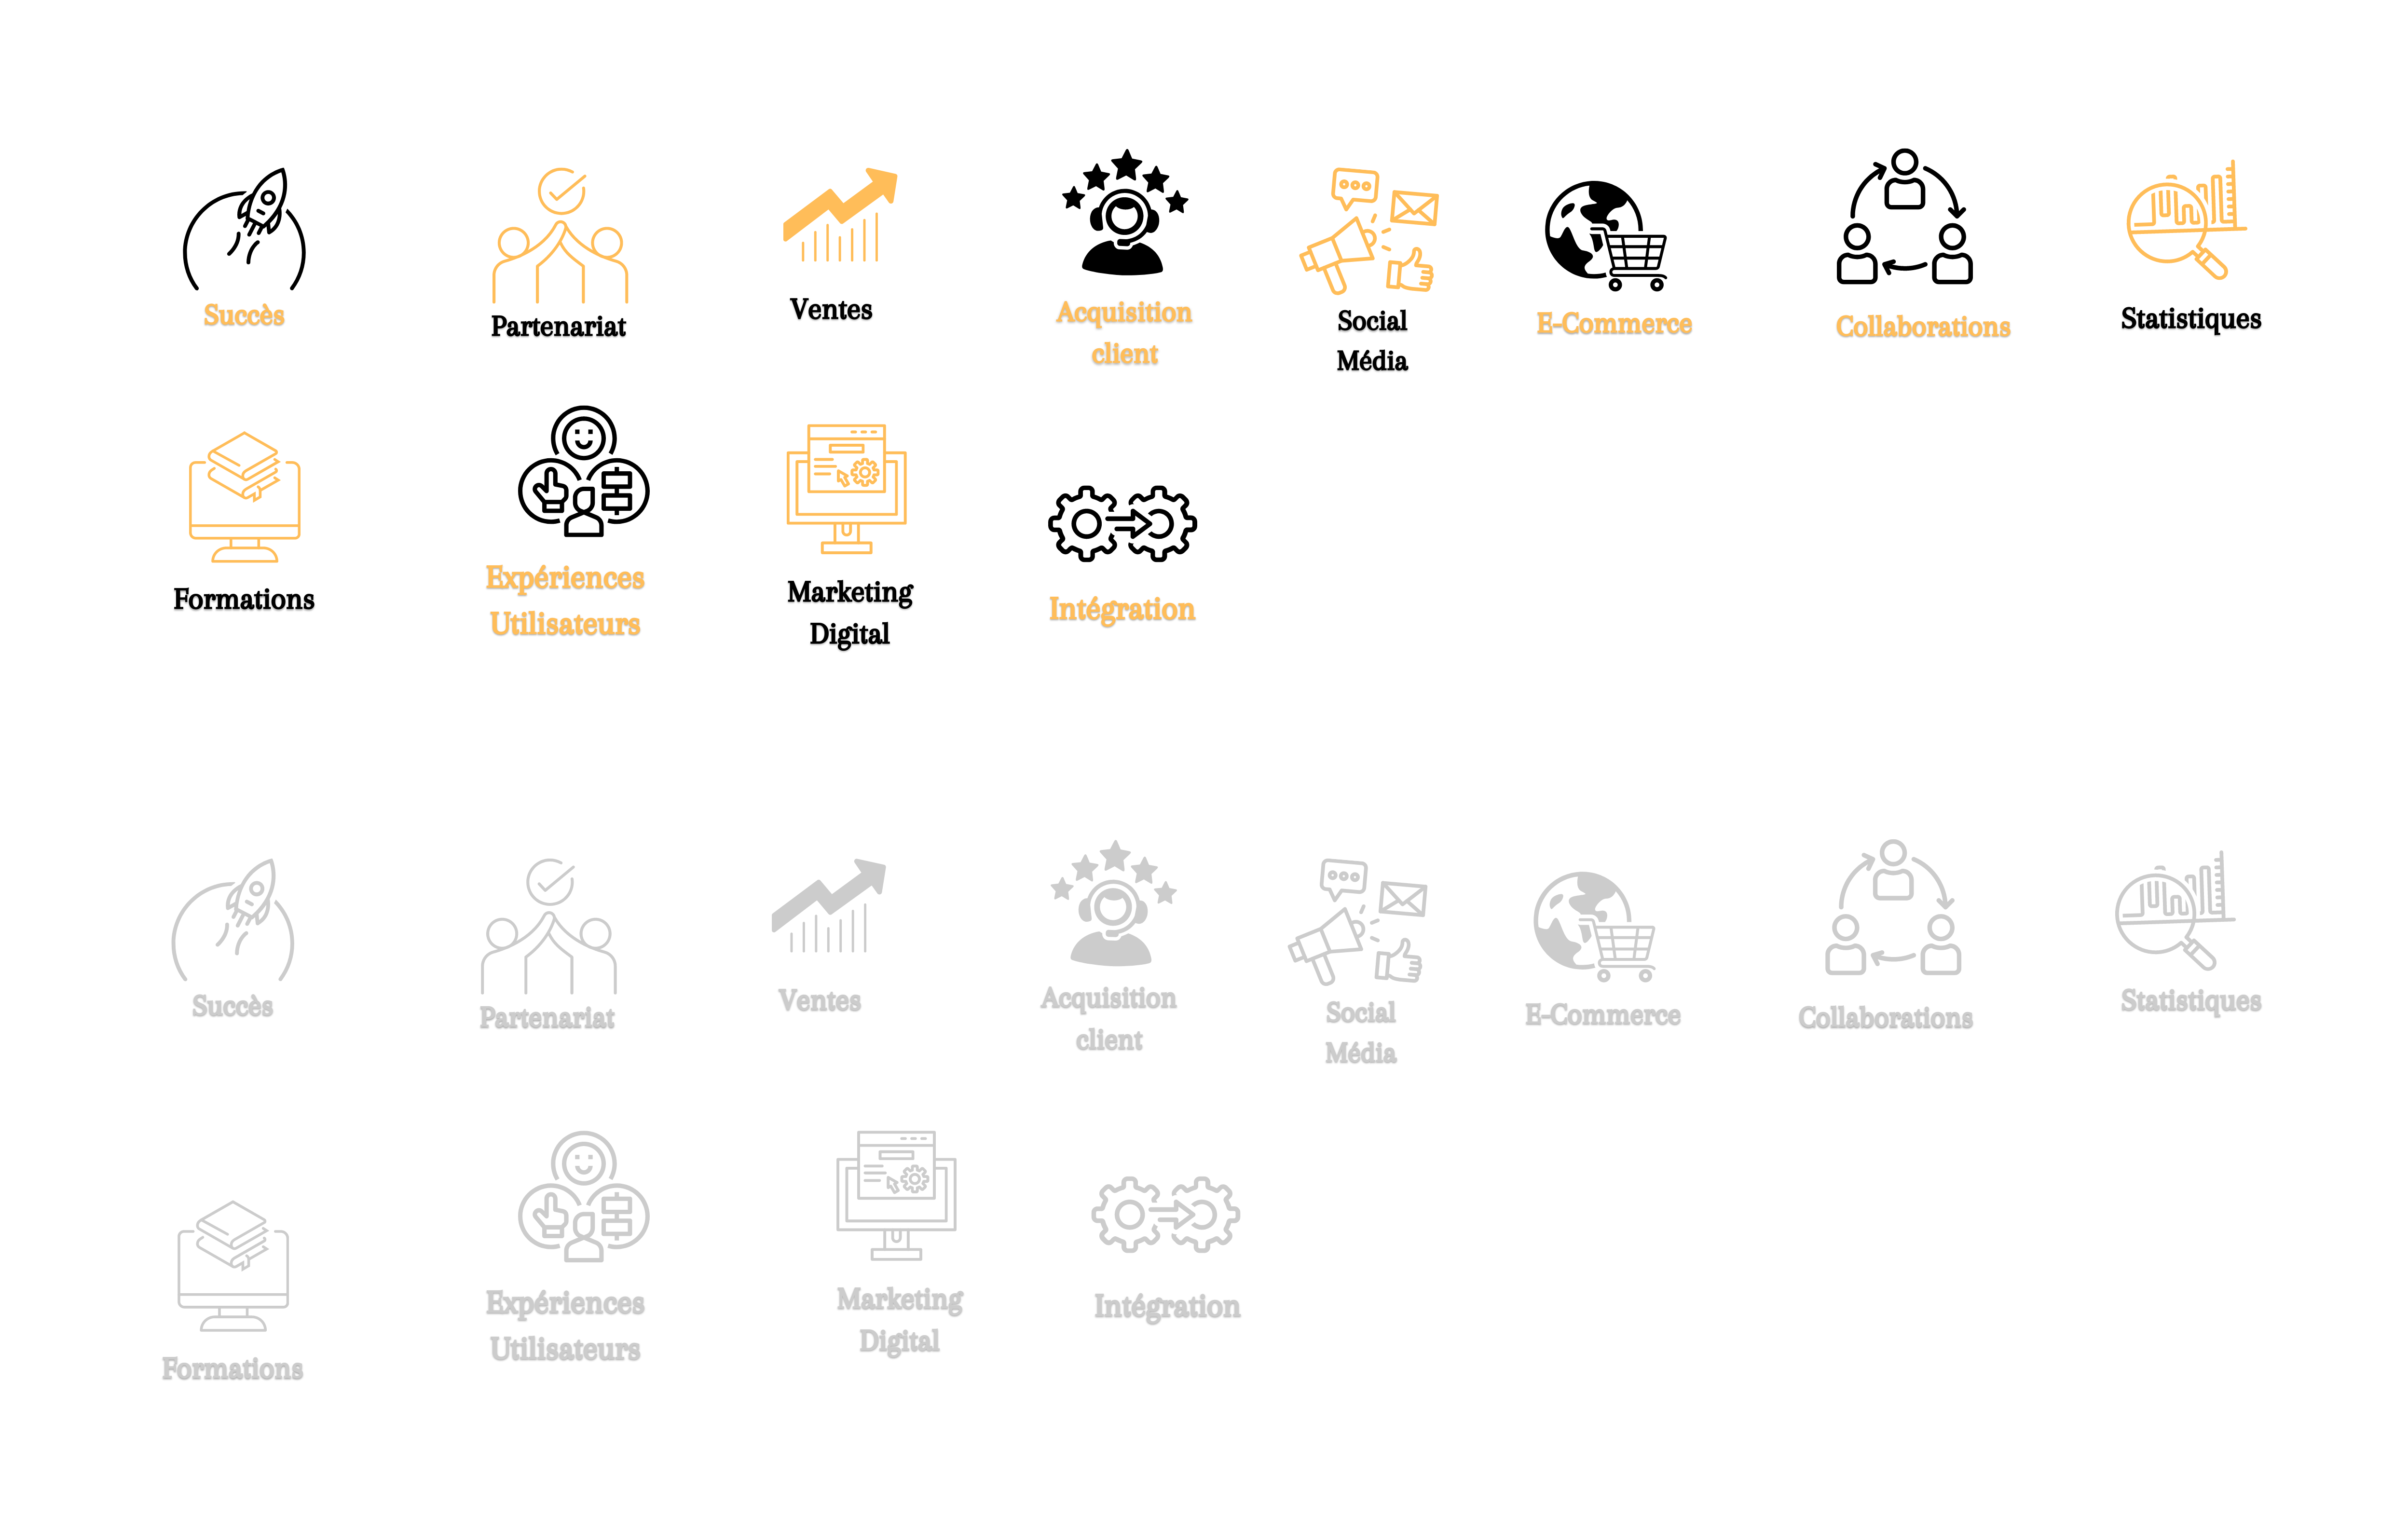 Succès
Partenariat
Ventes
Acquisition
client
Social
Média
E-Commerce
Collaborations
Statistiques
Formations
Expériences
Utilisateurs
Marketing
Digital
Intégration
Succès
Partenariat
Ventes
Acquisition
client
Social
Média
E-Commerce
Collaborations
Statistiques
Formations
Expériences
Utilisateurs
Marketing
Digital
Intégration